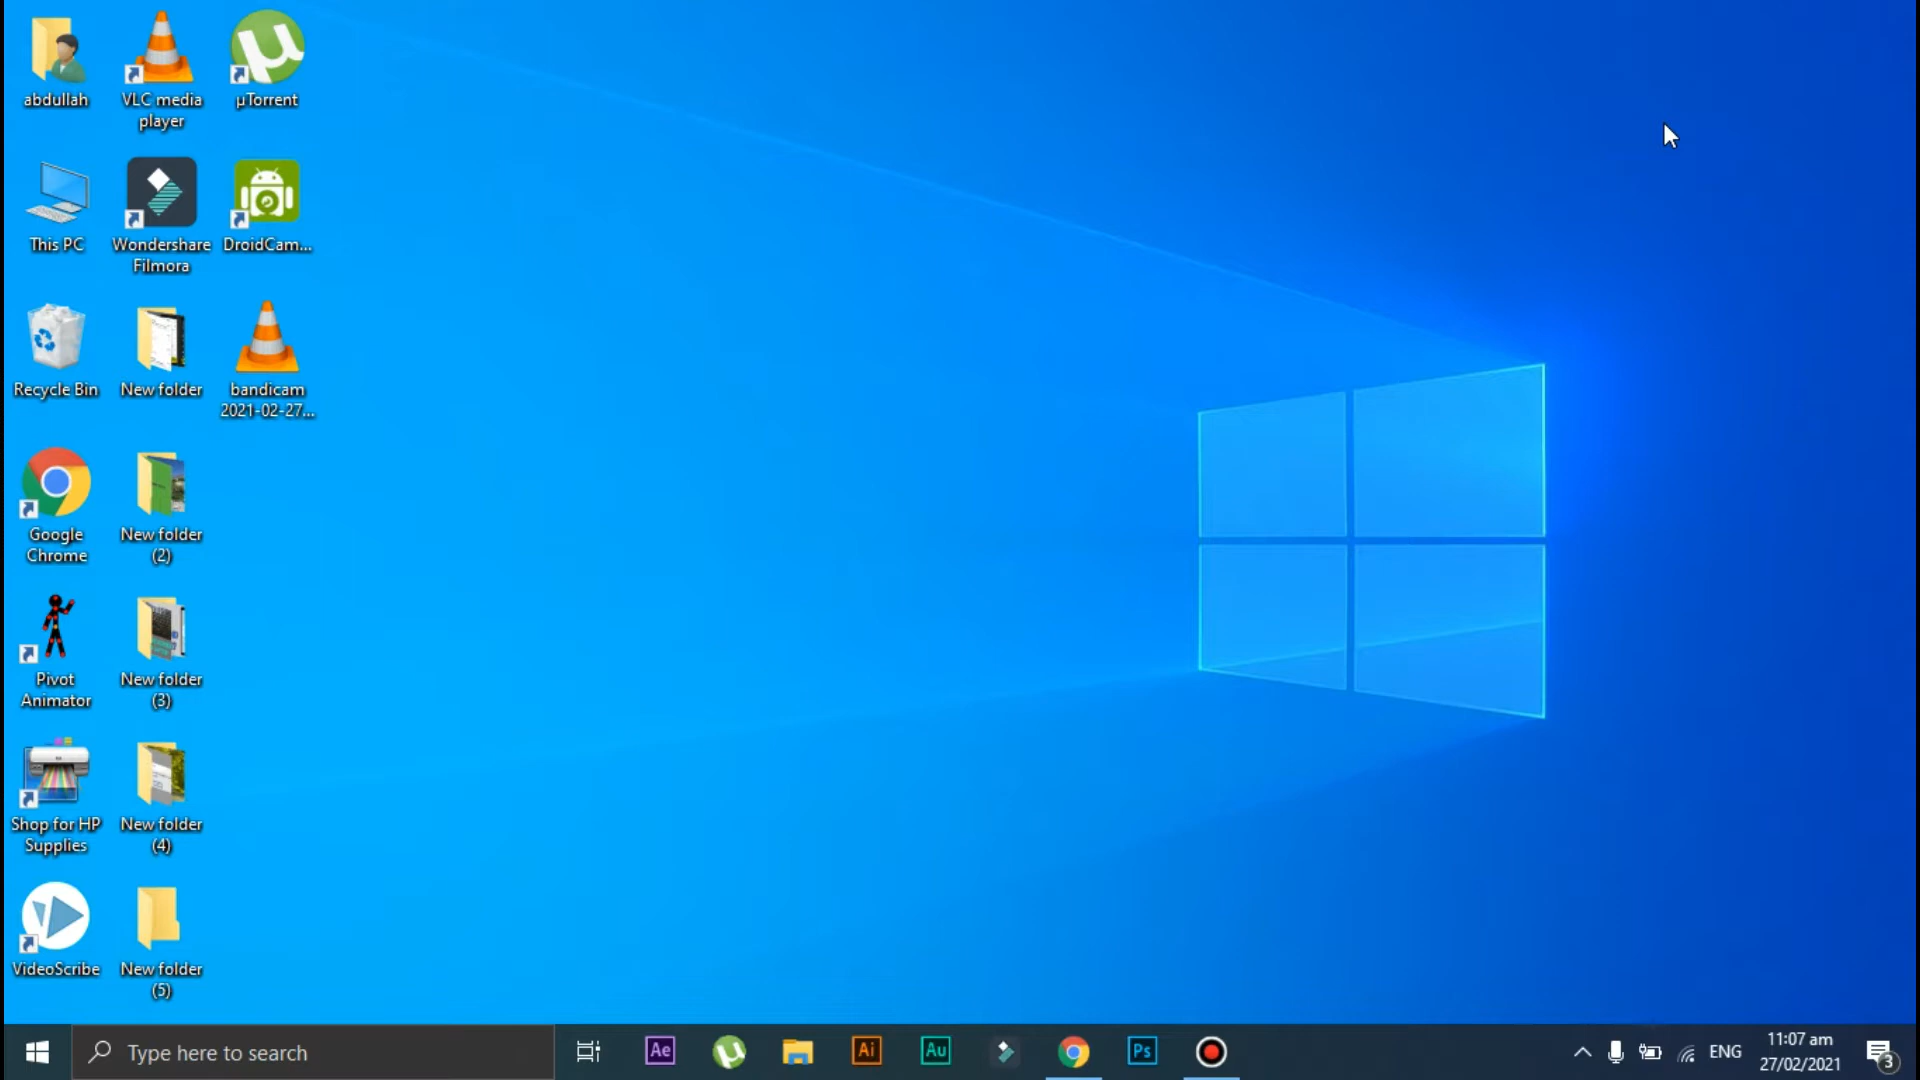 abdullah
VLC media
player
µTorrent
This PC
Wondershare
Filmora
DroidCam...
Recycle Bin
New folder
bandicam
2021-02-27...
Google
Chrome
New folder
(2)
Pivot
Animator
New folder
(3)
Shop for HP
Supplies
New folder
(4)
VideoScribe
New folder
(5)
Type here to search
Ae
Ai
Au
Ps
ENG
11:07 am
27/02/2021
3